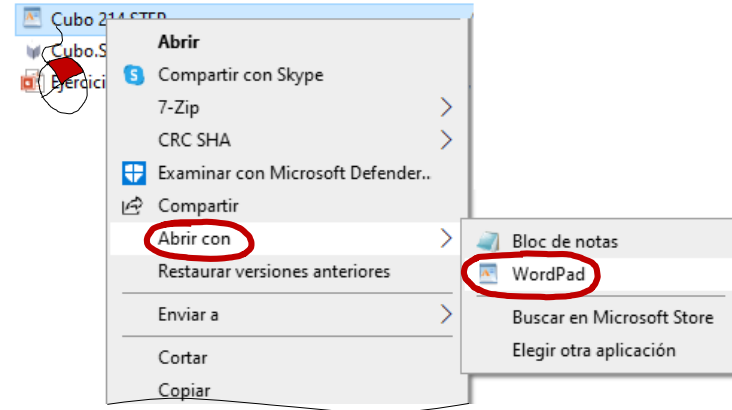 Cubo 214.STEP
Cubo.S
Ejercici
Abrir
Compartir con Skype
7-Zip
CRC SHA
Examinar con Microsoft Defender..
Compartir
Abrir con
Restaurar versiones anteriores
Enviar a
Cortar
Copiar
Bloc de notas
WordPad
Buscar en Microsoft Store
Elegir otra aplicación